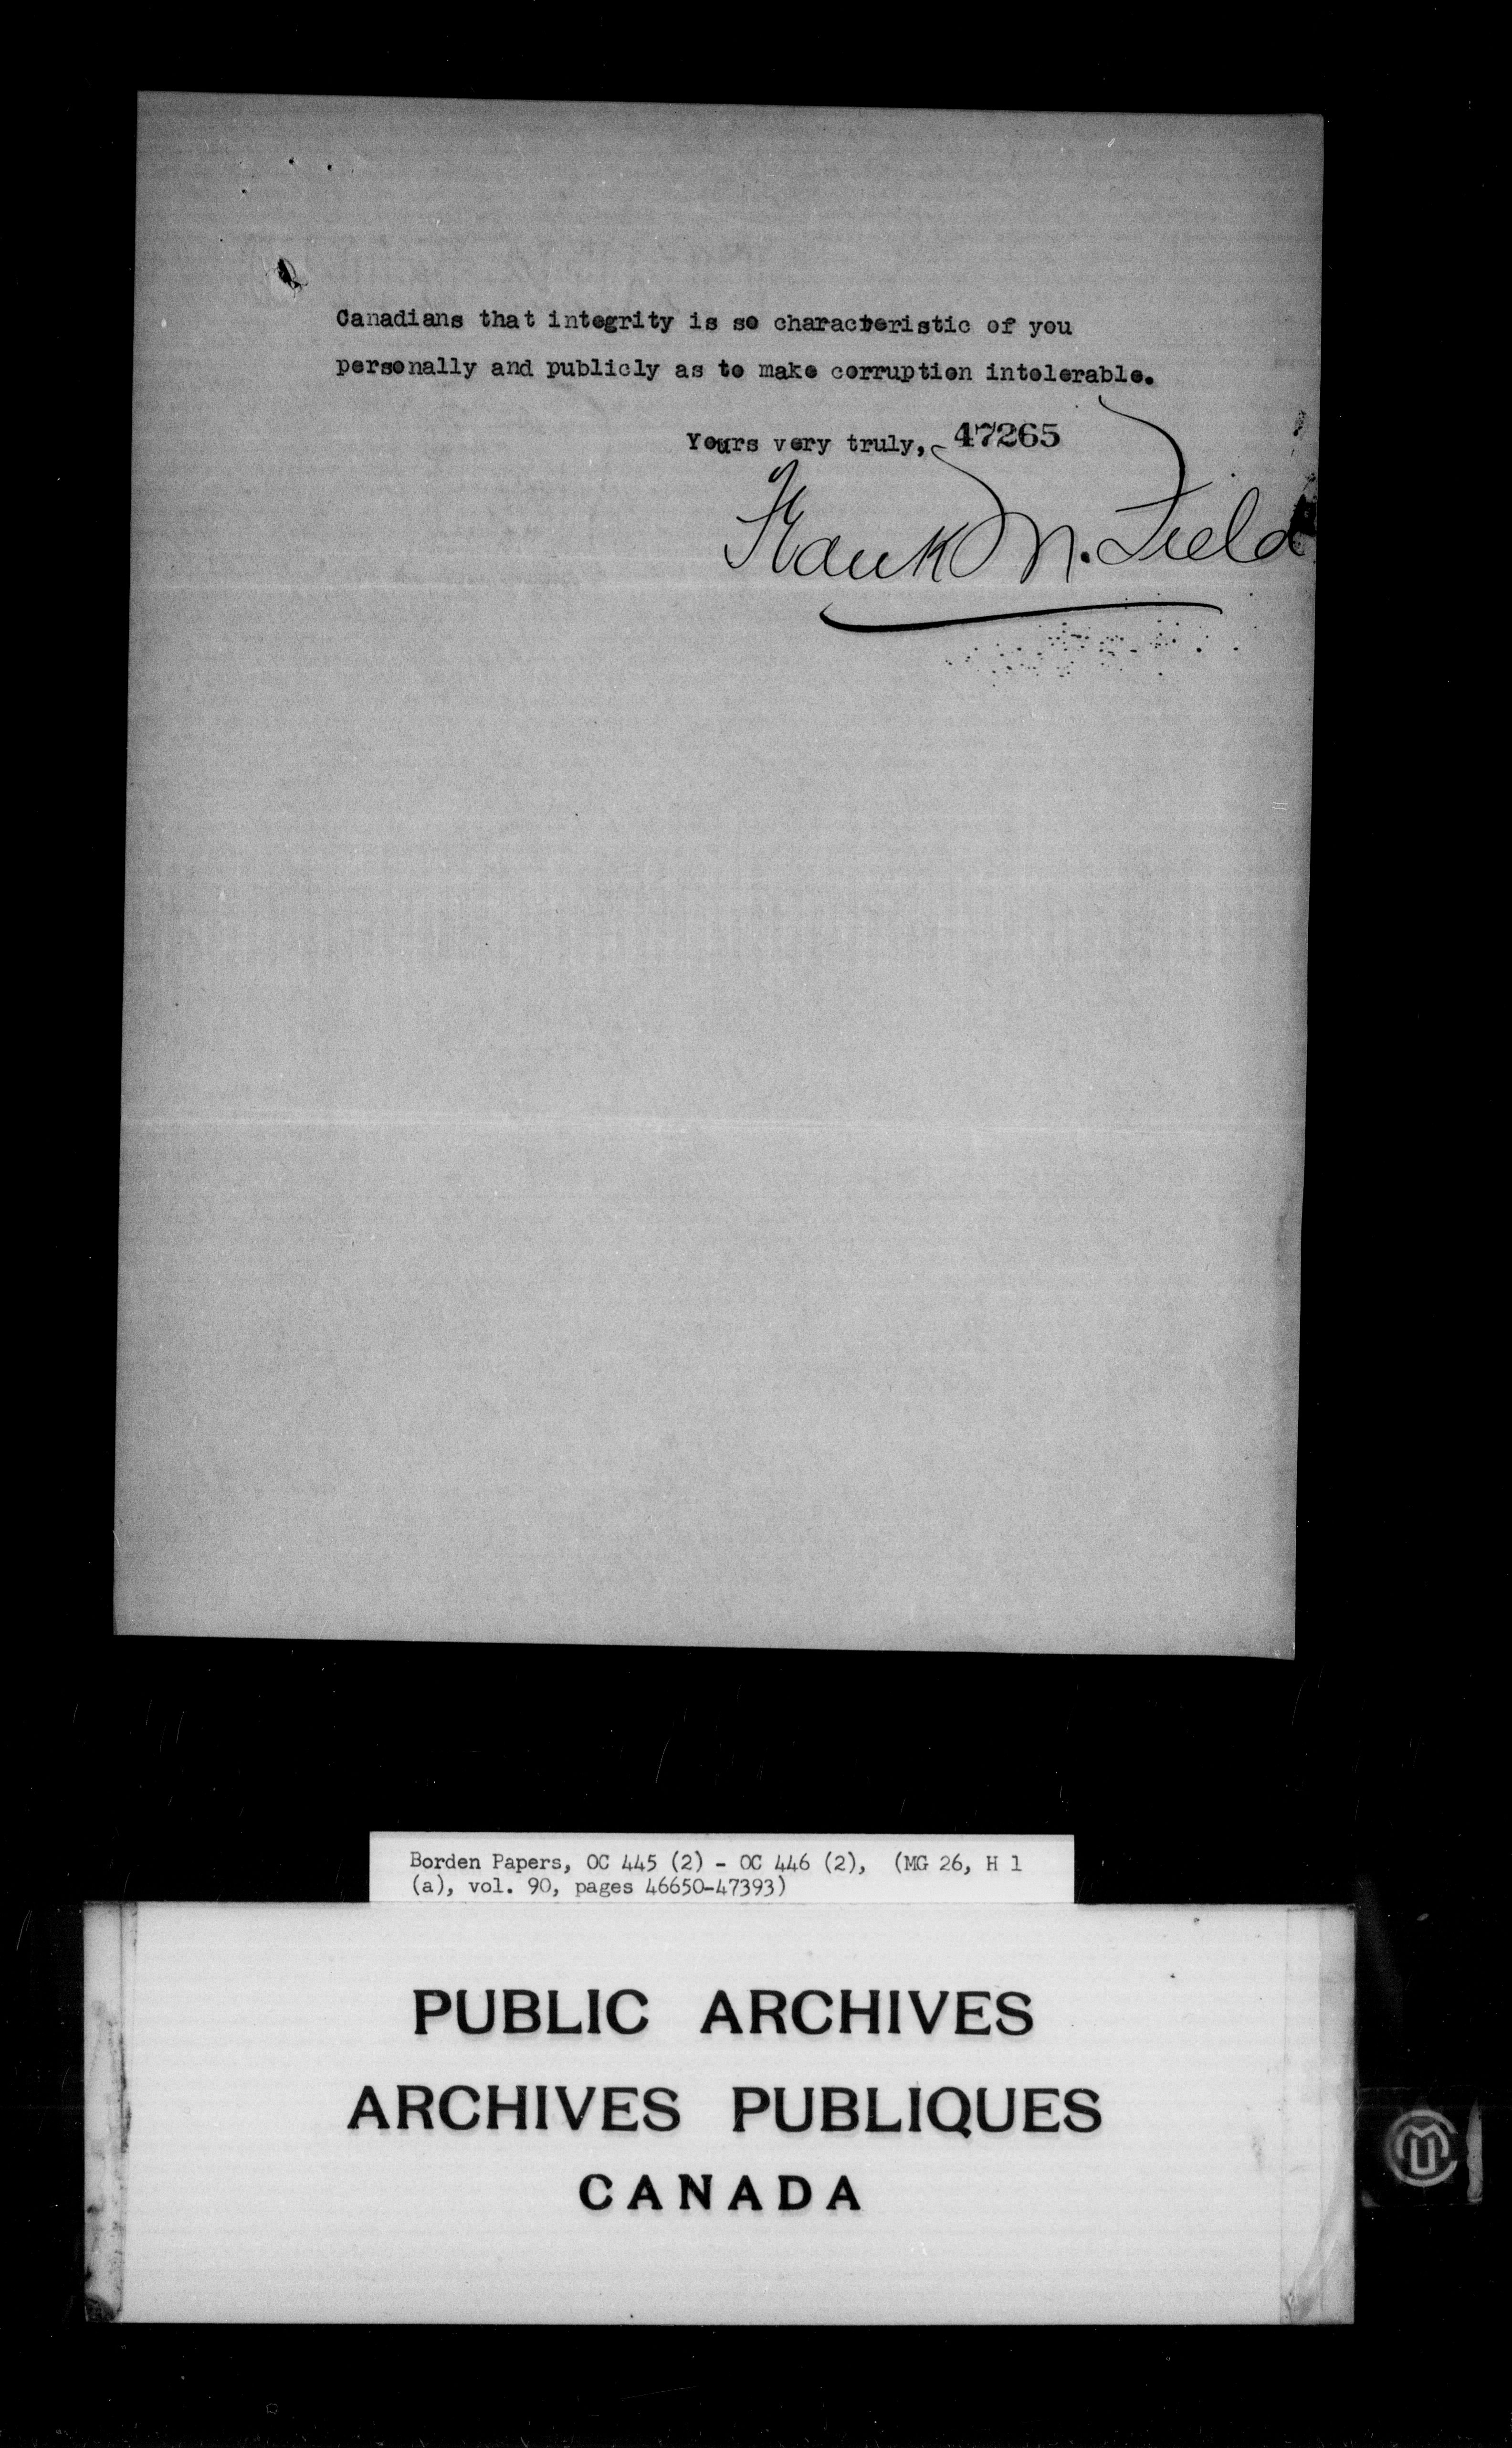 Canadians that integrity is so characteristic of you
personally and publicly as to make corruption intolerable.
Yours very truly, 47265
Frank M. Field
Borden Papers, OC 445 (2) - OC 446 (2), (MG 26, H 1
(a), vol. 90, pages 46650-47393)
PUBLIC ARCHIVES
ARCHIVES PUBLIQUES
CANADA